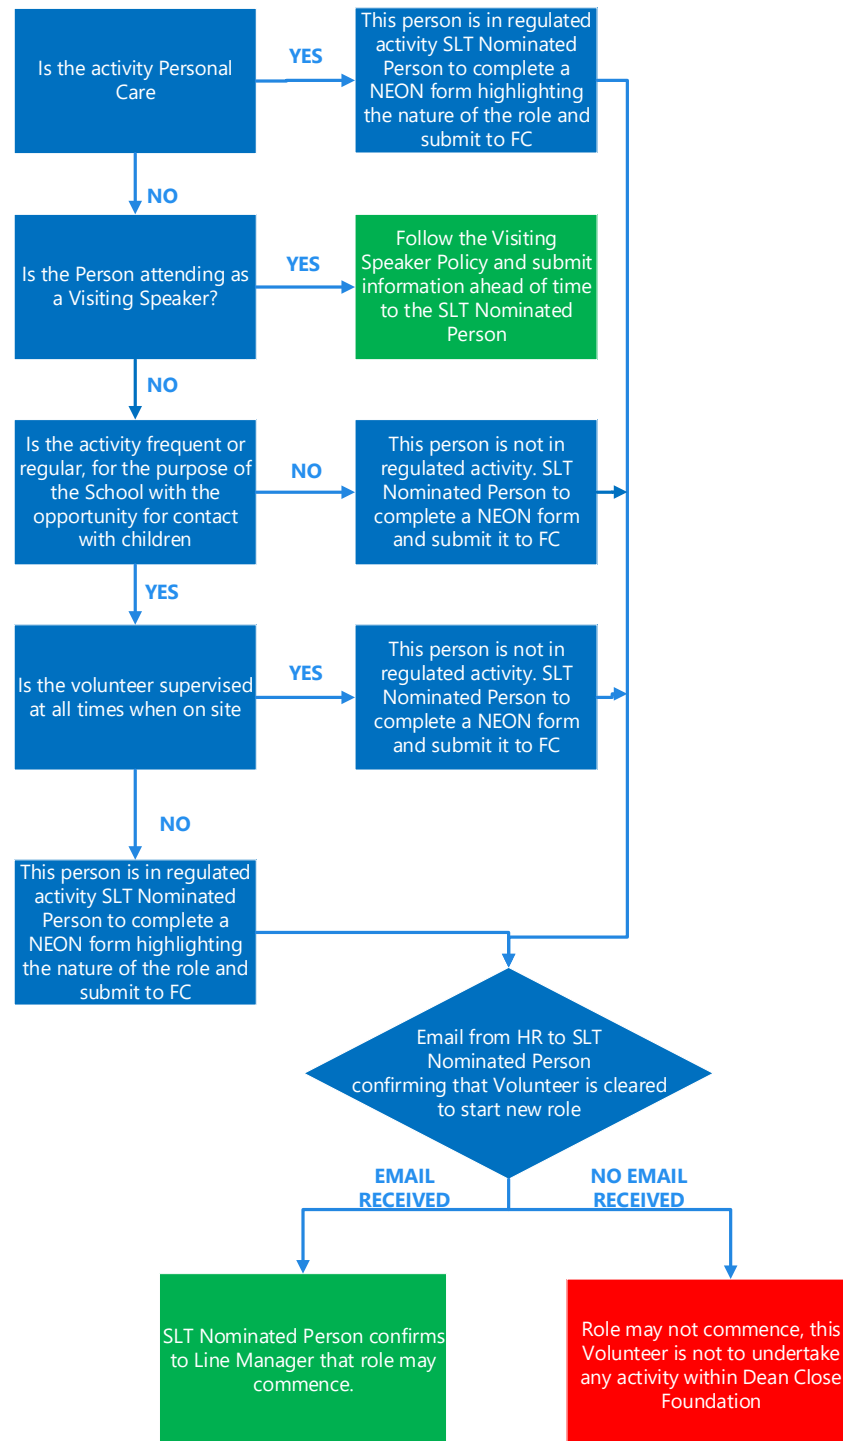 Is the activity Personal
Care
YES
This person is in regulated
activity SLT Nominated
Person to complete a
NEON form highlighting
the nature of the role and
submit to FC
NO
Is the Person attending as
a Visiting Speaker?
YES
Follow the Visiting
Speaker Policy and submit
information ahead of time
to the SLT Nominated
Person
NO
Is the activity frequent or
regular, for the purpose of
the School with the
opportunity for contact
with children
NO
This person is not in
regulated activity. SLT
Nominated Person to
complete a NEON form
and submit it to FC
YES
Is the volunteer supervised
at all times when on site
YES
This person is not in
regulated activity. SLT
Nominated Person to
complete a NEON form
and submit it to FC
NO
This person is in regulated
activity SLT Nominated
Person to complete a
NEON form highlighting
the nature of the role and
submit to FC
Email from HR to SLT
Nominated Person
confirming that Volunteer is cleared
to start new role
EMAIL
RECEIVED
NO EMAIL
RECEIVED
SLT Nominated Person confirms
to Line Manager that role may
commence.
Role may not commence, this
Volunteer is not to undertake
any activity within Dean Close
Foundation